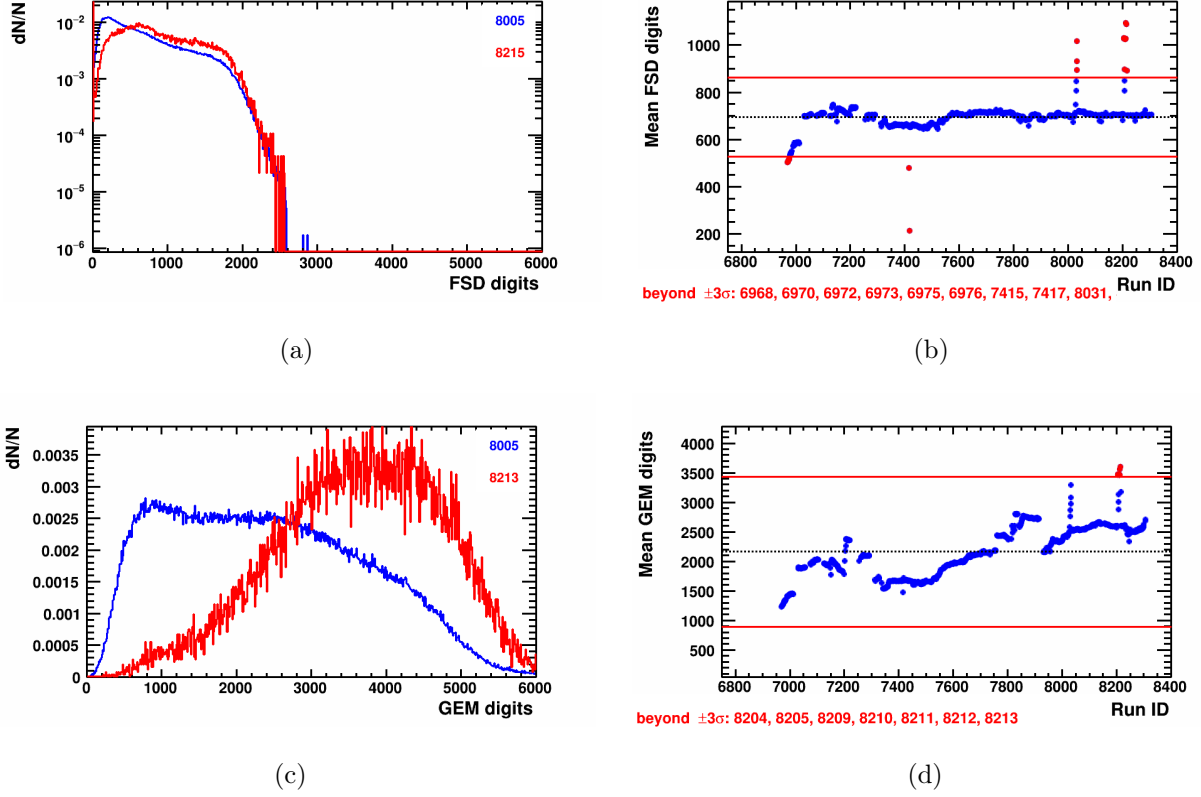 dN/N
10⁻²
10⁻³
10⁻⁴
10⁻⁵
10⁻⁶
8005
8215
0 1000 2000 3000 4000 5000 6000
FSD digits
(a)
Mean FSD digits
1000
800
600
400
200
6800 7000 7200 7400 7600 7800 8000 8200 8400
Run ID
beyond ±3σ: 6968, 6970, 6972, 6973, 6975, 6976, 7415, 7417, 8031,
(b)
dN/N
0.0035
0.003
0.0025
0.002
0.0015
0.001
0.0005
0
8005
8213
0 1000 2000 3000 4000 5000 6000
GEM digits
(c)
Mean GEM digits
4000
3500
3000
2500
2000
1500
1000
500
6800 7000 7200 7400 7600 7800 8000 8200 8400
Run ID
beyond ±3σ: 8204, 8205, 8209, 8210, 8211, 8212, 8213
(d)